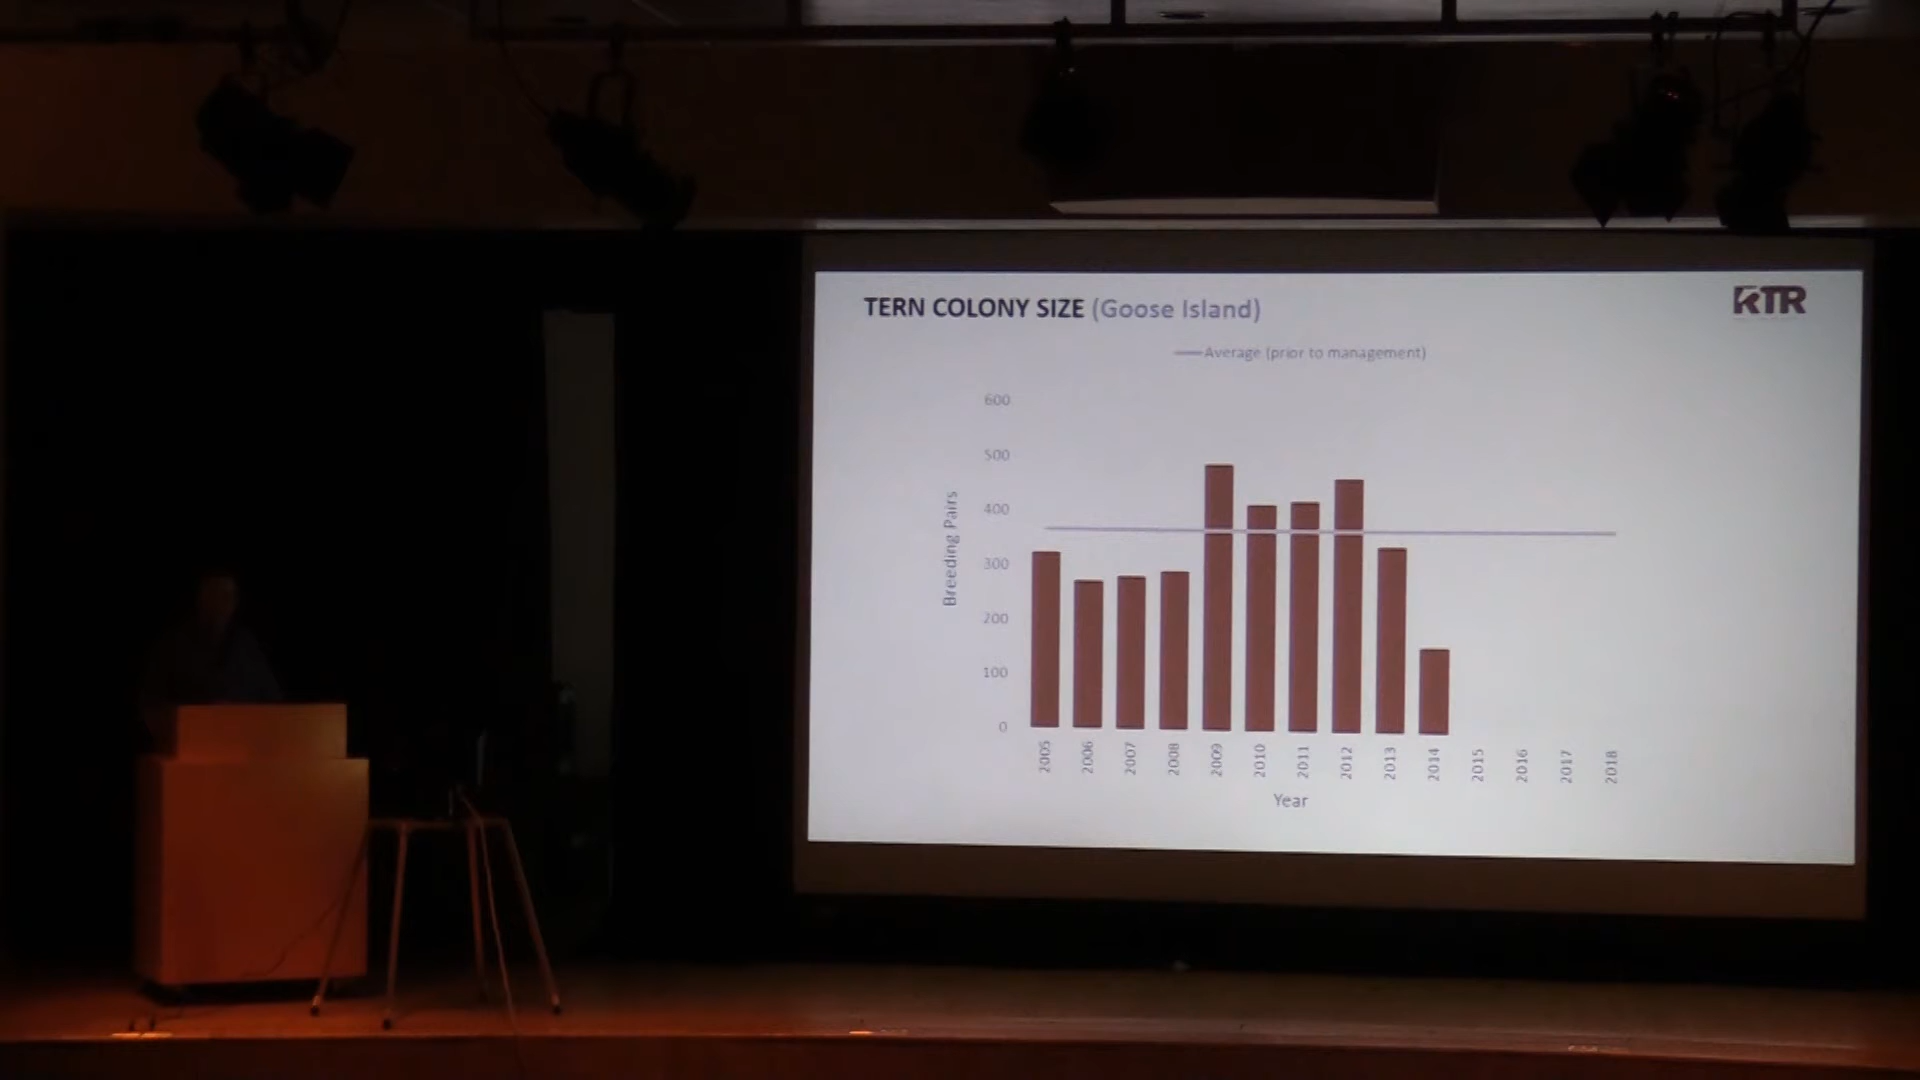 TERN COLONY SIZE (Goose Island)
RTR
Average (prior to management)
600
500
400
300
200
100
0
Breeding Pairs
2005 2006 2007 2008 2009 2010 2011 2012 2013 2014 2015 2016 2017 2018
Year